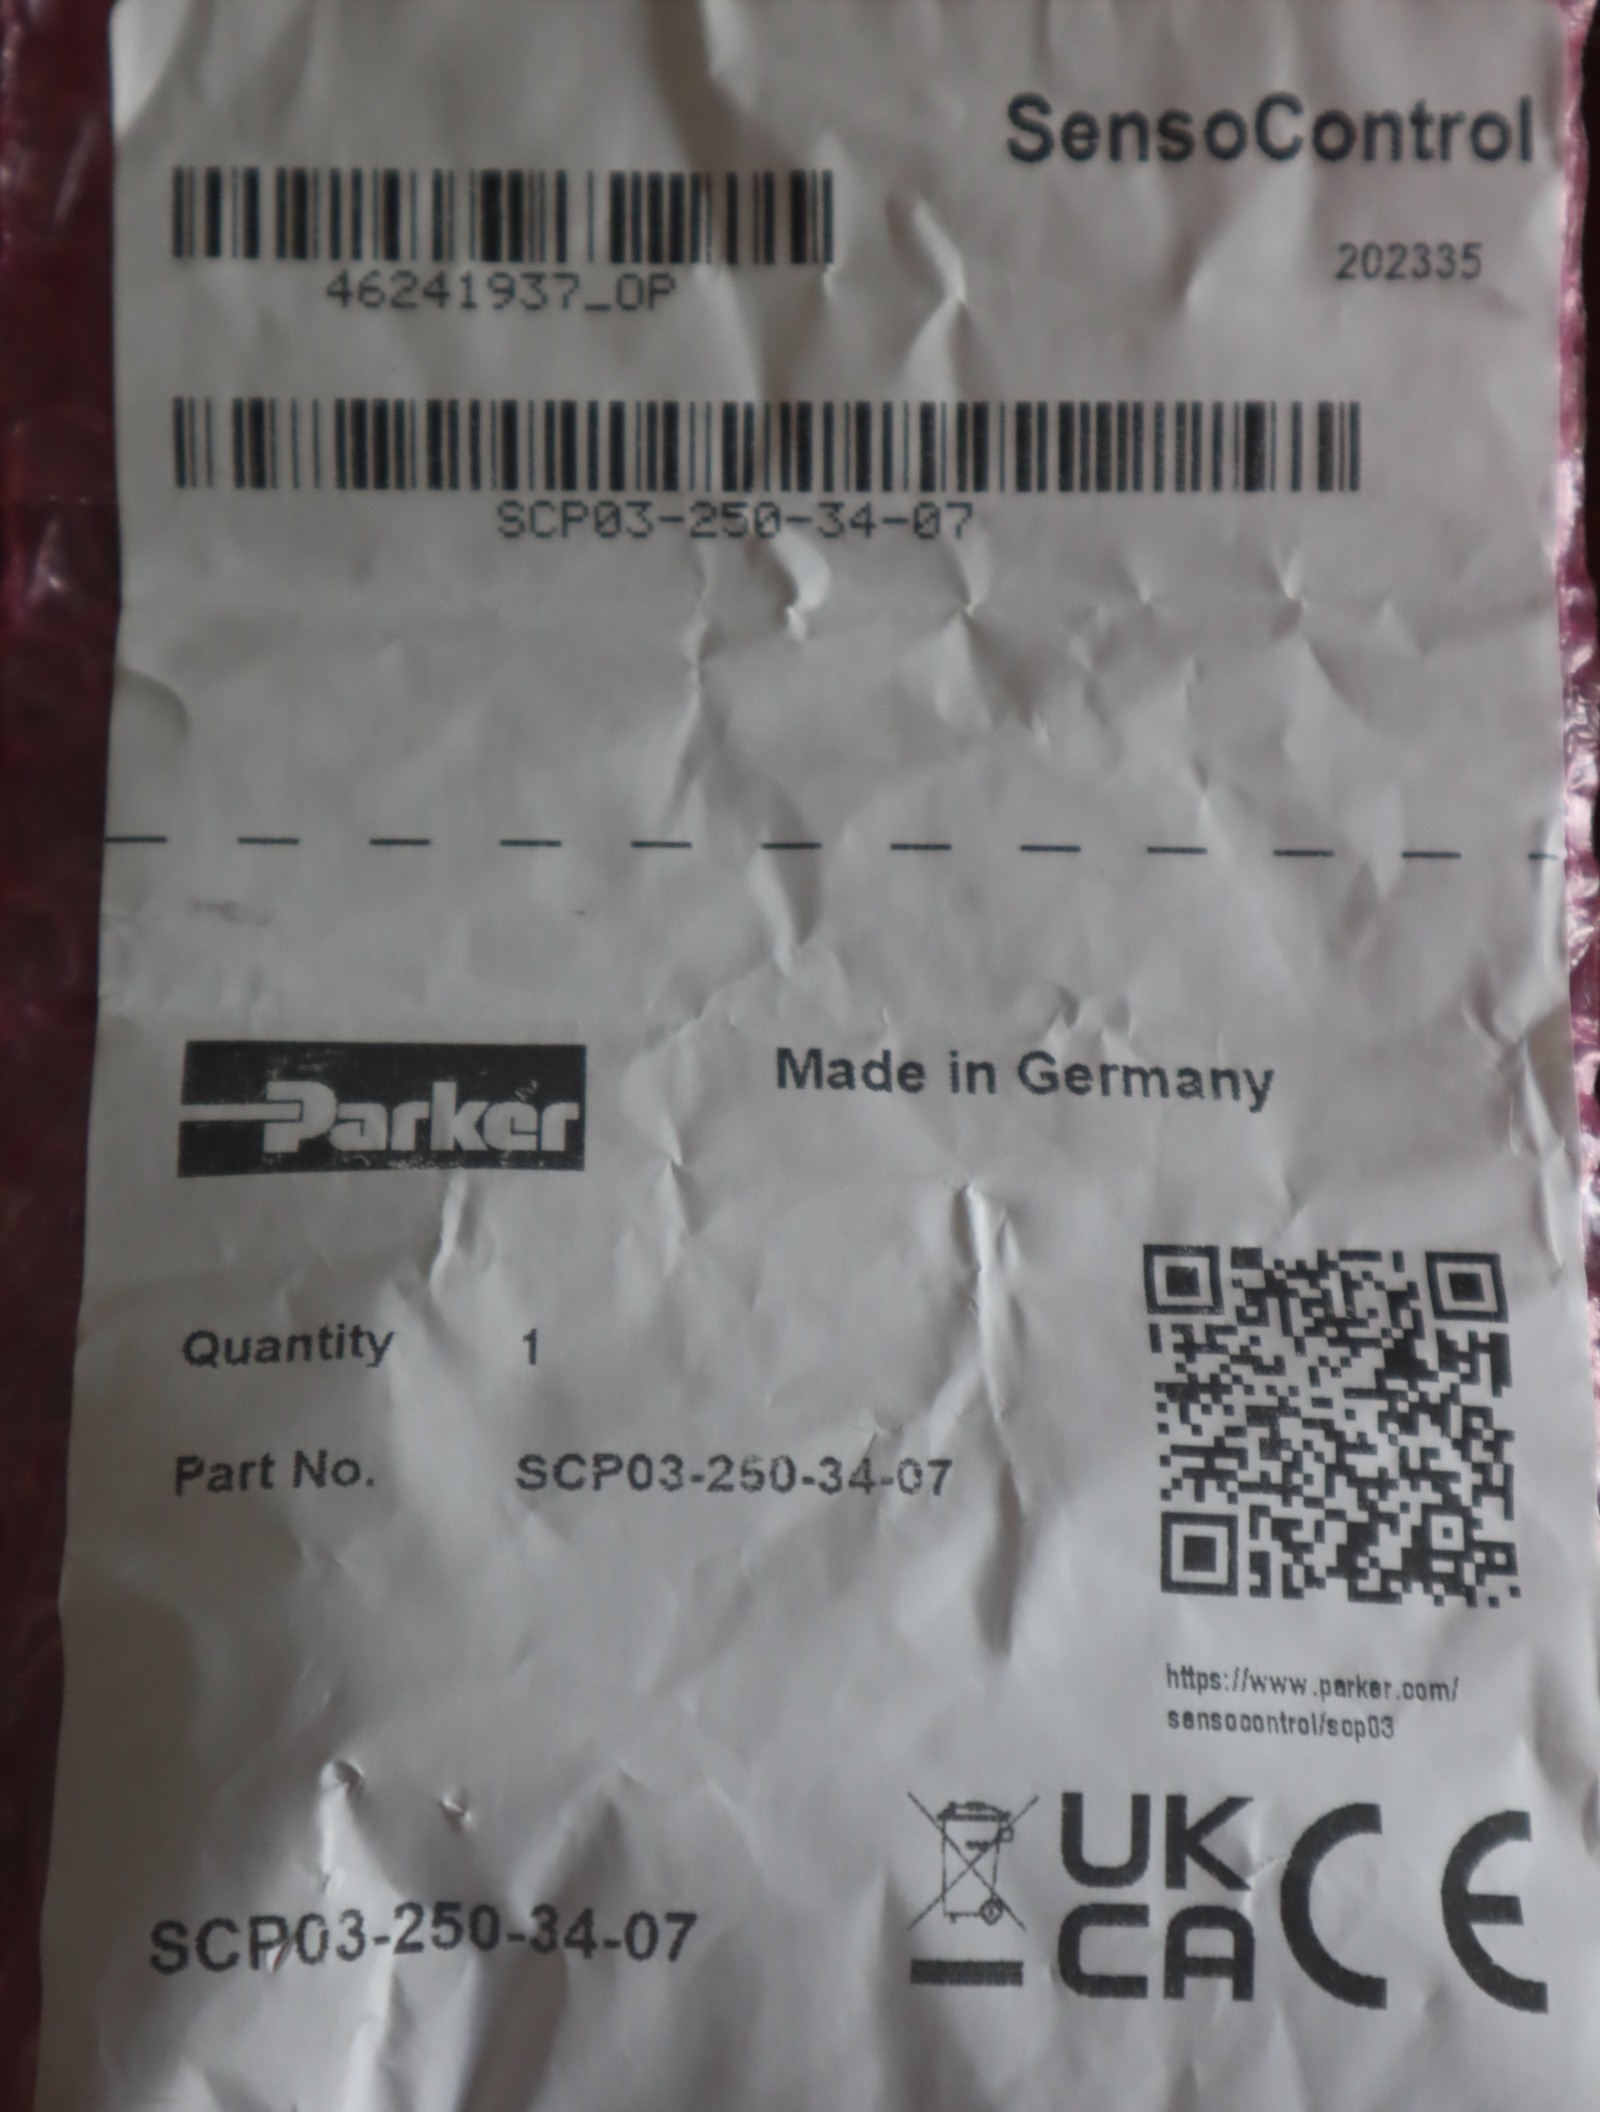 SensoControl
46241937_OP
202335
SCP03-250-34-07
Parker
Made in Germany
Quantity 1
Part No. SCP03-250-34-07
https://www.parker.com/
sensocontrol/scp03
UK
CA
CE
SCP03-250-34-07